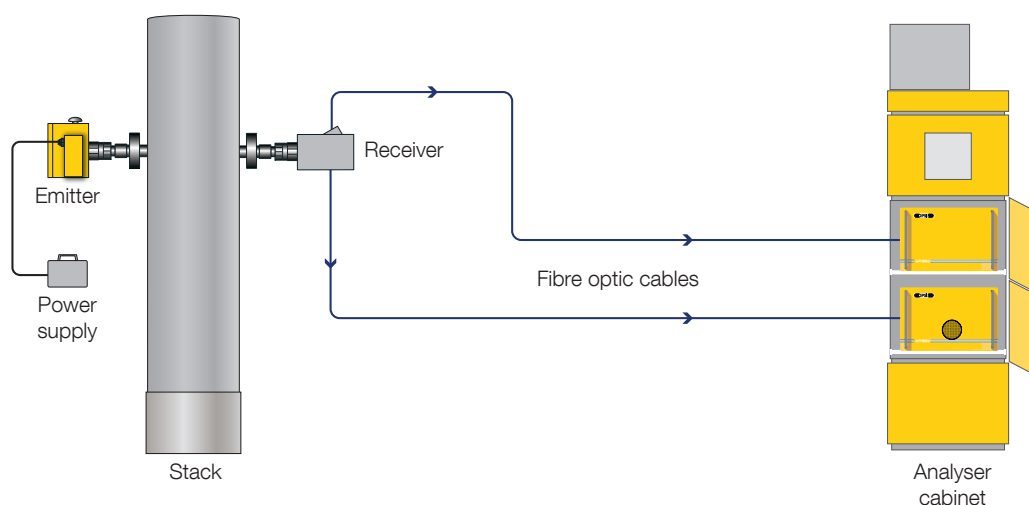 Receiver
Emitter
Fibre optic cables
Power
supply
Stack
Analyser
cabinet